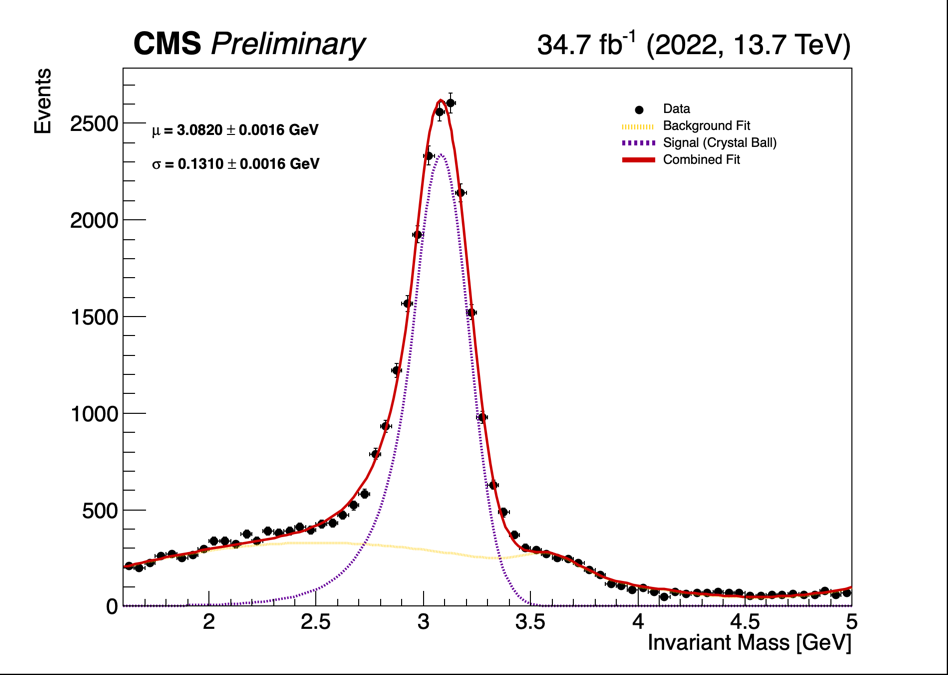 CMS Preliminary
34.7 fb-1 (2022, 13.7 TeV)
Events
μ = 3.0820 ± 0.0016 GeV
σ = 0.1310 ± 0.0016 GeV
Data
Background Fit
Signal (Crystal Ball)
Combined Fit
2500
2000
1500
1000
500
0
2 2.5 3 3.5 4 4.5 5
Invariant Mass [GeV]